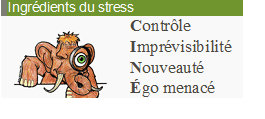 Ingrédients du stress
Contrôle
Imprévisibilité
Nouveauté
Égo menacé